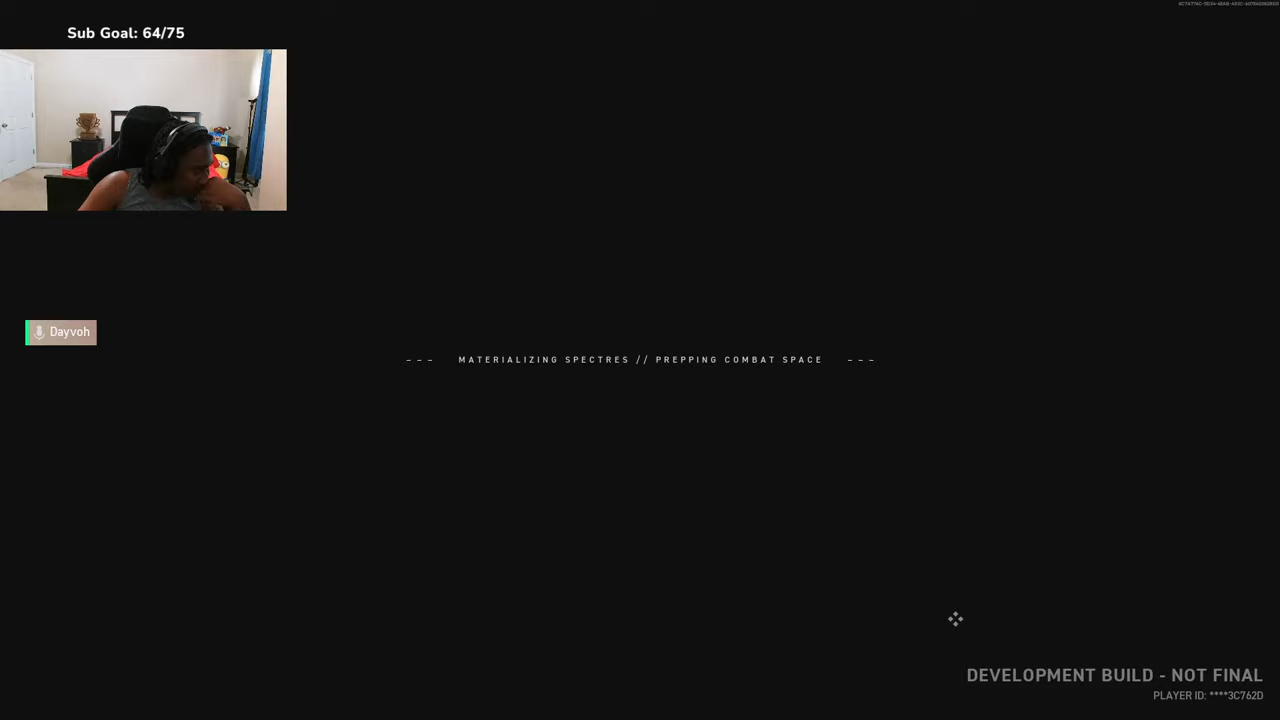 Sub Goal: 64/75
Dayvoh
--- MATERIALIZING SPECTRES // PREPPING COMBAT SPACE ---
DEVELOPMENT BUILD - NOT FINAL
PLAYER ID: ****3C762D